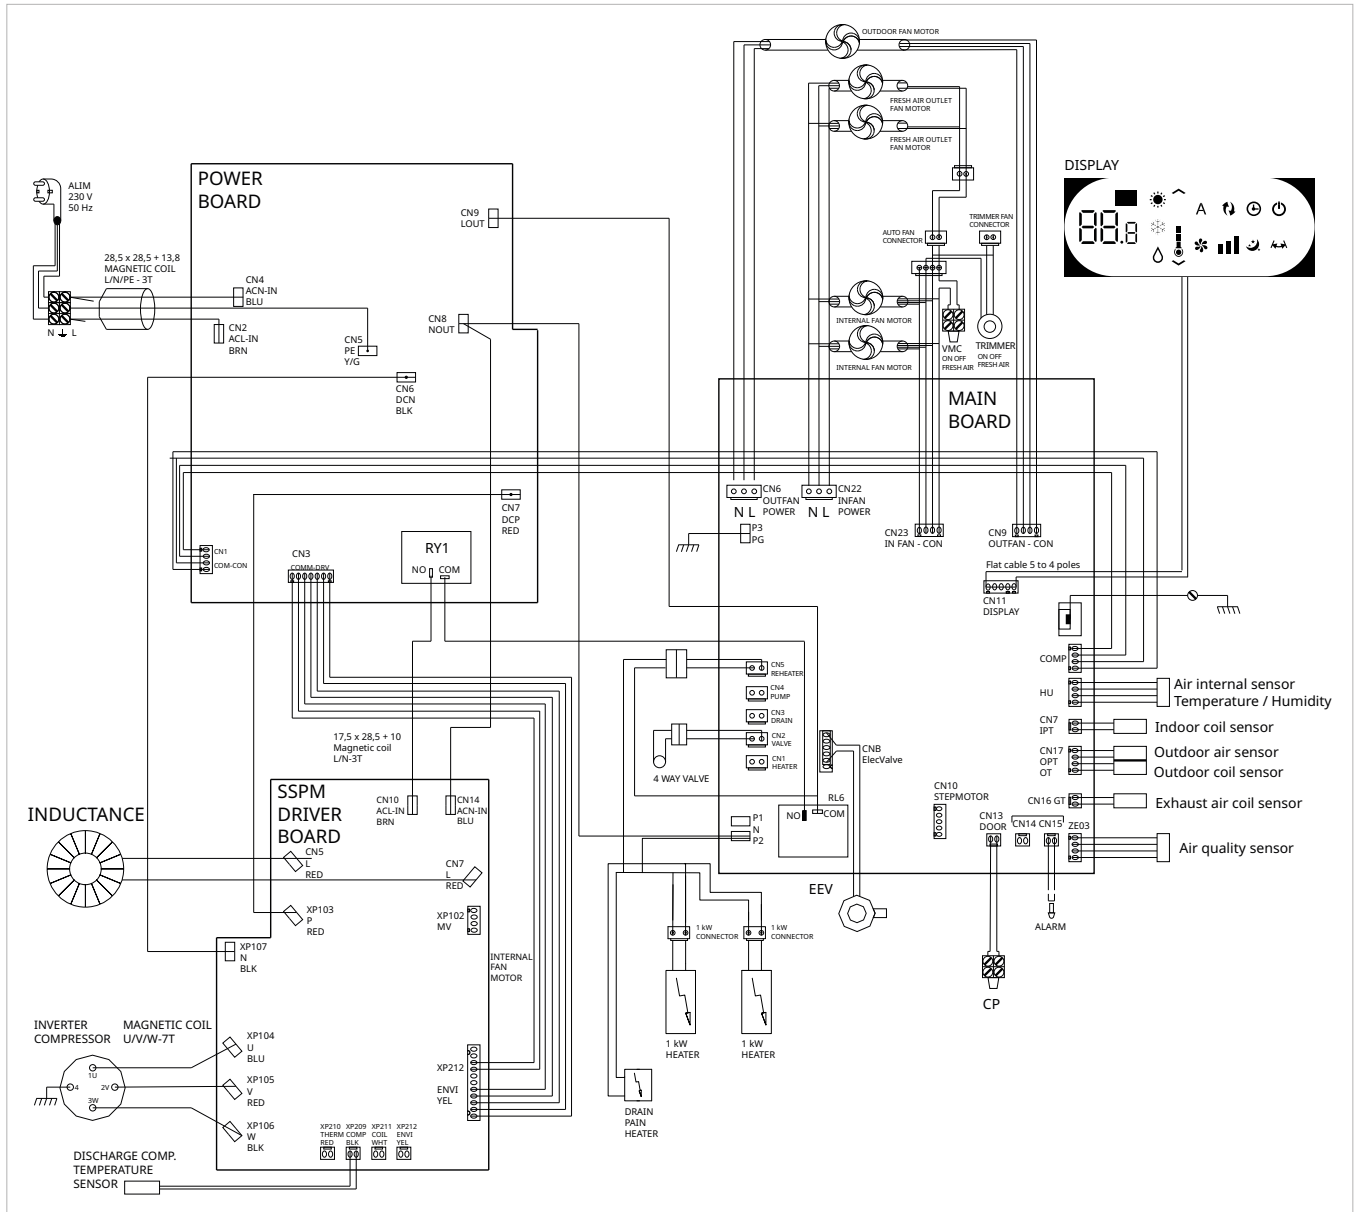 OUTDOOR FAN MOTOR
FRESH AIR OUTLET
FAN MOTOR
FRESH AIR OUTLET
FAN MOTOR
DISPLAY
88.8
A
POWER
BOARD
ALIM
230 V
50 Hz
CN9
LOUT
TRIMMER FAN
CONNECTOR
AUTO FAN
CONNECTOR
28,5 x 28,5 + 13,8
MAGNETIC COIL
L/N/PE - 3T
CN4
ACN-IN
BLU
N
L
CN2
ACL-IN
BRN
CN8
NOUT
CN5
PE
Y/G
INTERNAL FAN MOTOR
INTERNAL FAN MOTOR
VMC
ON OFF
FRESH AIR
TRIMMER
ON OFF
FRESH AIR
CN6
DCN
BLK
MAIN
BOARD
CN7
DCP
RED
CN6
OUTFAN
POWER
N L
CN22
INFAN
POWER
N L
P3
PG
CN23
IN FAN - CON
CN9
OUTFAN - CON
CN1
COM-CON
CN3
COMM-DRV
RY1
NO
COM
Flat cable 5 to 4 poles
CN11
DISPLAY
COMP
HU
Air internal sensor
Temperature / Humidity
CN7
IPT
Indoor coil sensor
CN17
OPT
OT
Outdoor air sensor
Outdoor coil sensor
CN16 GT
Exhaust air coil sensor
CN5
REHEATER
CN4
PUMP
CN3
DRAIN
CN2
VALVE
CN1
HEATER
4 WAY VALVE
CNB
ElecValve
17,5 x 28,5 + 10
Magnetic coil
L/N-3T
SSPM
DRIVER
BOARD
CN10
ACL-IN
BRN
CN14
ACN-IN
BLU
RL6
NO
COM
P1
N
P2
CN10
STEPMOTOR
CN13
DOOR
CN14
CN15
ZE03
Air quality sensor
INDUCTANCE
CN5
L
RED
CN7
L
RED
EEV
XP103
P
RED
XP102
MV
1 kW
CONNECTOR
1 kW
CONNECTOR
ALARM
XP107
N
BLK
INTERNAL
FAN
MOTOR
CP
INVERTER
COMPRESSOR
MAGNETIC COIL
U/V/W-7T
XP104
U
BLU
1 kW
HEATER
1 kW
HEATER
1U
4
2V
3W
XP105
V
RED
XP212
ENVI
YEL
XP106
W
BLK
DRAIN
PAIN
HEATER
XP210
THERM
RED
XP209
COMP
BLK
XP211
COIL
WHT
XP212
ENVI
YEL
DISCHARGE COMP.
TEMPERATURE
SENSOR